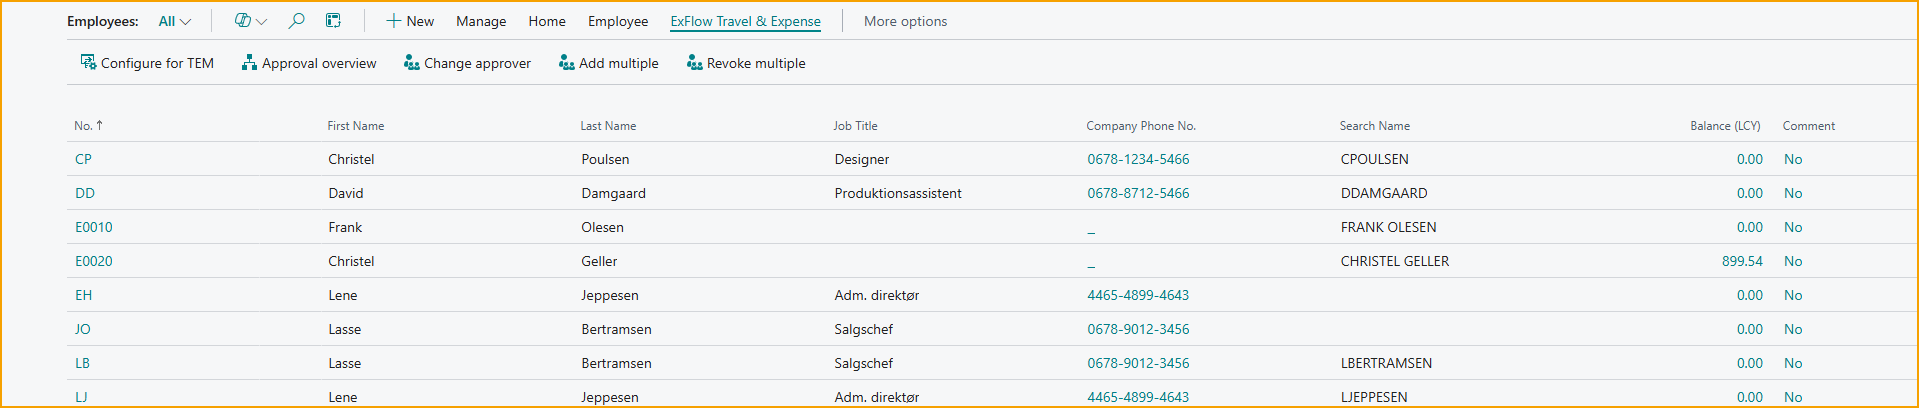 Employees: All New Manage Home Employee ExFlow Travel & Expense More options
Configure for TEM Approval overview Change approver Add multiple Revoke multiple
No. ↑ First Name Last Name Job Title Company Phone No. Search Name Balance (LCY) Comment
CP Christel Poulsen Designer 0678-1234-5466 CPOULSEN 0.00 No
DD David Damgaard Produktionsassistent 0678-8712-5466 DDAMGAARD 0.00 No
E0010 Frank Olesen _ FRANK OLESEN 0.00 No
E0020 Christel Geller _ CHRISTEL GELLER 899.54 No
EH Lene Jeppesen Adm. direktør 4465-4899-4643 0.00 No
JO Lasse Bertramsen Salgschef 0678-9012-3456 0.00 No
LB Lasse Bertramsen Salgschef 0678-9012-3456 LBERTRAMSEN 0.00 No
LJ Lene Jeppesen Adm. direktør 4465-4899-4643 LJEPPESEN 0.00 No